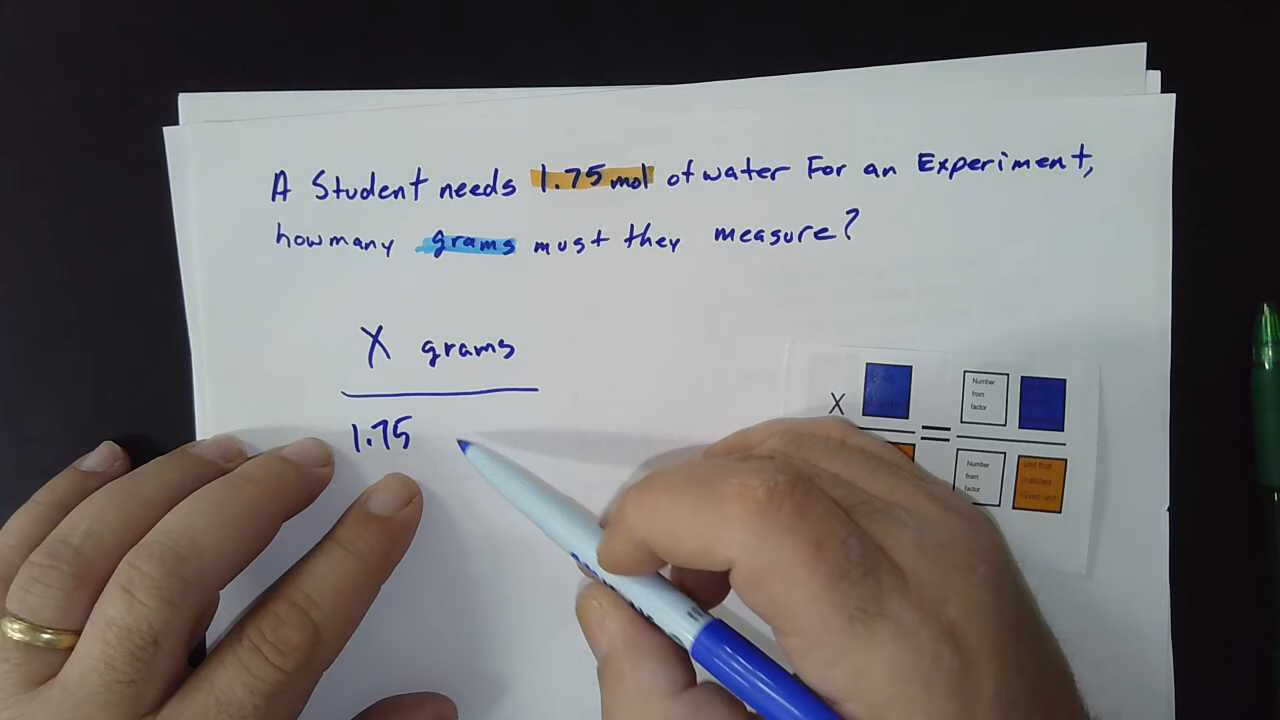 A Student needs 1.75 mol of water For an Experiment,
how many grams must they measure?
X grams
1.75
X = Number from factor
Number
from
factor